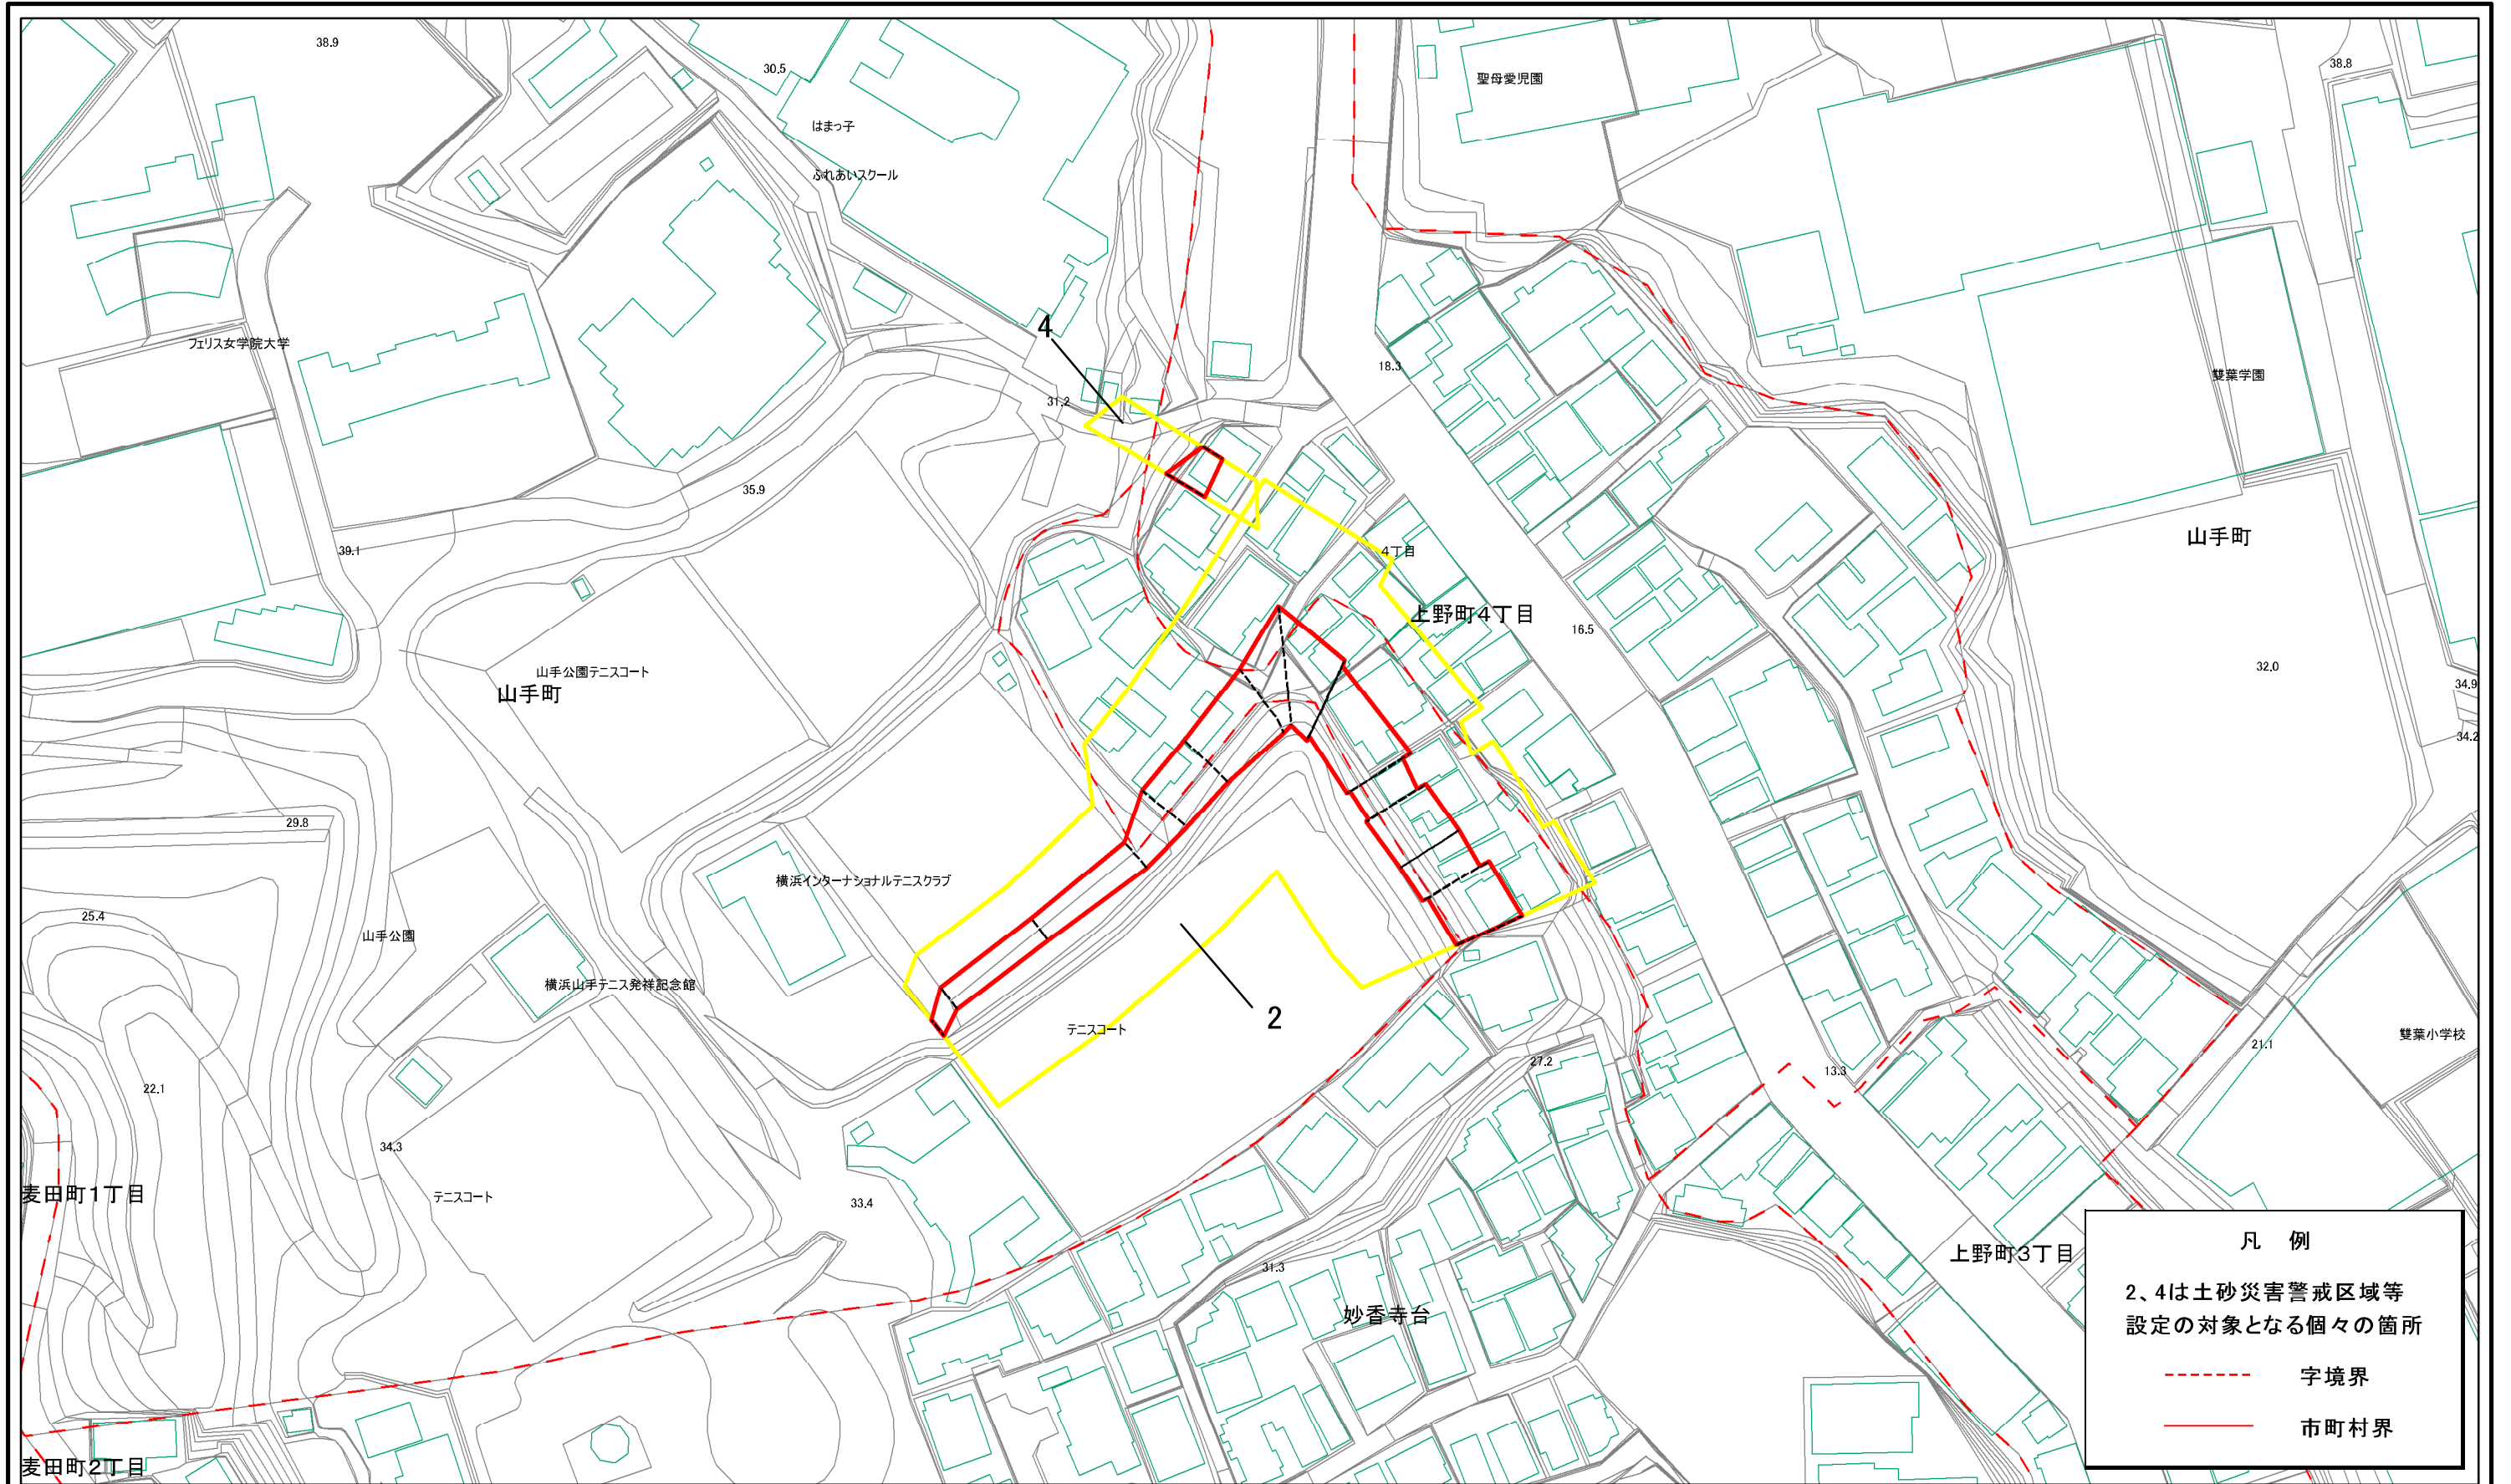 38.9
30.5
聖母愛児園
38.8
はまっ子
ふれあいスクール
4
フェリス女学院大学
18.3
雙葉学園
31.2
35.9
山手町
39.1
4丁目
上野町4丁目
16.5
山手公園テニスコート
32.0
山手町
34.9
34.2
29.8
横浜インターナショナルテニスクラブ
25.4
山手公園
横浜山手テニス発祥記念館
2
テニスコート
雙葉小学校
21.1
27.2
13.3
22.1
34.3
麦田町1丁目
テニスコート
33.4
上野町3丁目
31.3
妙香寺台
麦田町2丁目
凡 例
2、4は土砂災害警戒区域等
設定の対象となる個々の箇所
字境界
市町村界